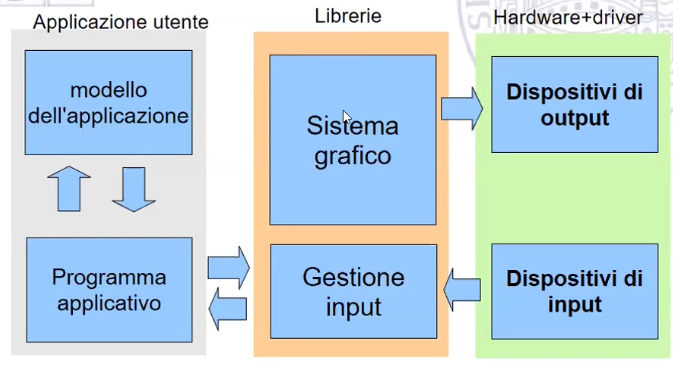 Applicazione utente
Librerie
Hardware+driver
modello
dell'applicazione
Sistema
grafico
Dispositivi di
output
Programma
applicativo
Gestione
input
Dispositivi di
input